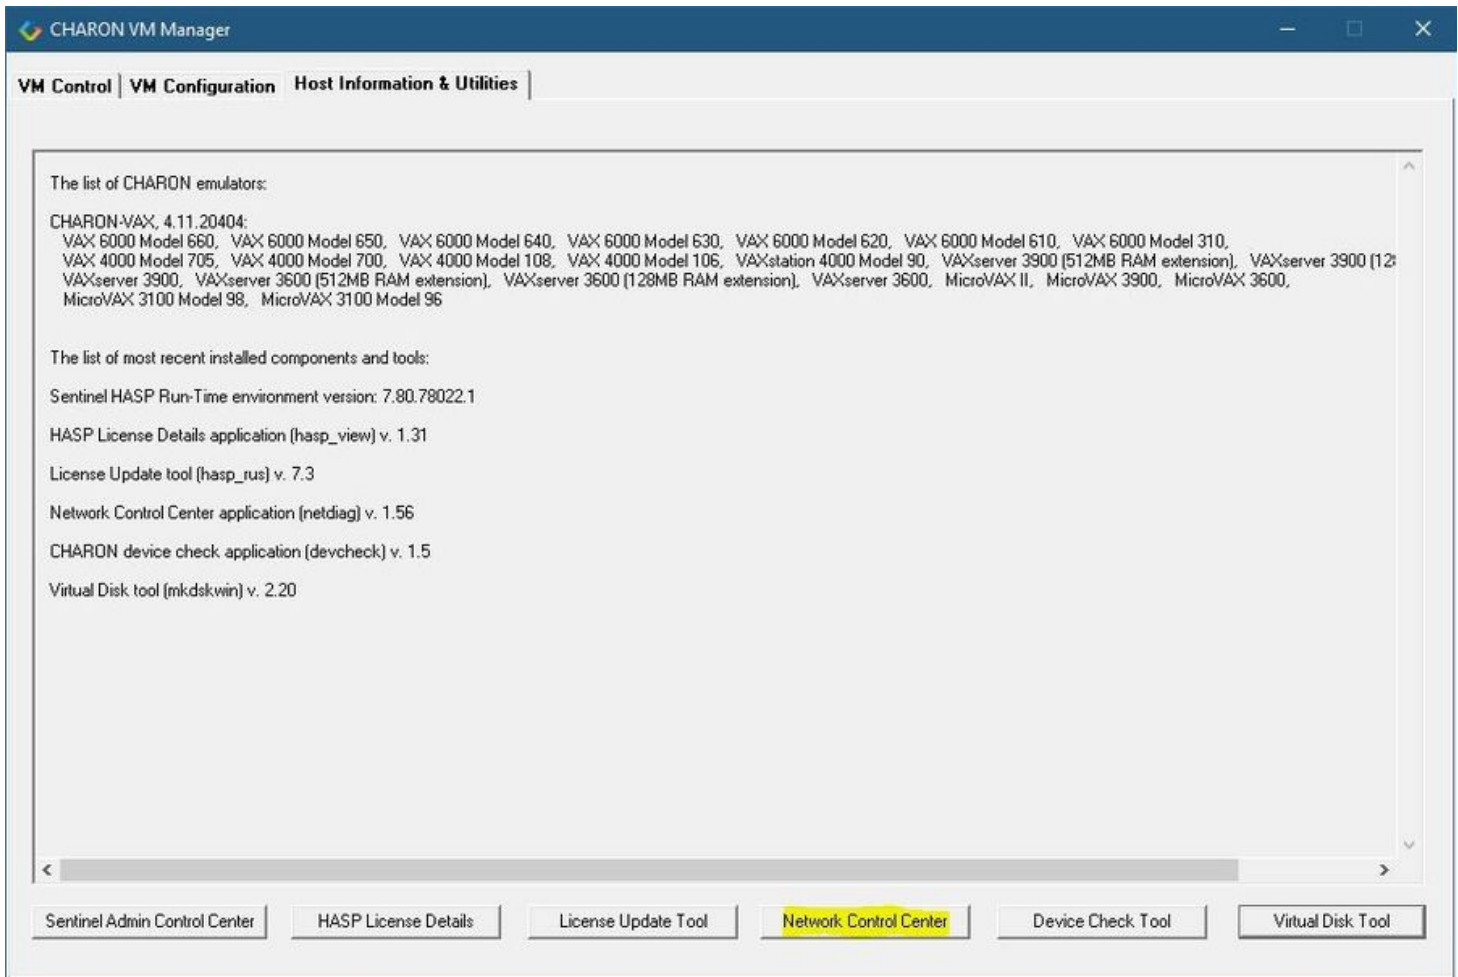 CHARON VM Manager
VM Control VM Configuration Host Information & Utilities
The list of CHARON emulators:
CHARON-VAX, 4.11.20404:
VAX 6000 Model 660, VAX 6000 Model 650, VAX 6000 Model 640, VAX 6000 Model 630, VAX 6000 Model 620, VAX 6000 Model 610, VAX 6000 Model 310,
VAX 4000 Model 705, VAX 4000 Model 700, VAX 4000 Model 108, VAX 4000 Model 106, VAXstation 4000 Model 90, VAXserver 3900 (512MB RAM extension), VAXserver 3900 (12
VAXserver 3900, VAXserver 3600 (512MB RAM extension), VAXserver 3600 (128MB RAM extension), VAXserver 3600, MicroVAX II, MicroVAX 3900, MicroVAX 3600,
MicroVAX 3100 Model 98, MicroVAX 3100 Model 96
The list of most recent installed components and tools:
Sentinel HASP Run-Time environment version: 7.80.78022.1
HASP License Details application (hasp_view) v. 1.31
License Update tool (hasp_rus) v. 7.3
Network Control Center application (netdiag) v. 1.56
CHARON device check application (devcheck) v. 1.5
Virtual Disk tool (mkdskwin) v. 2.20
Sentinel Admin Control Center HASP License Details License Update Tool Network Control Center Device Check Tool Virtual Disk Tool